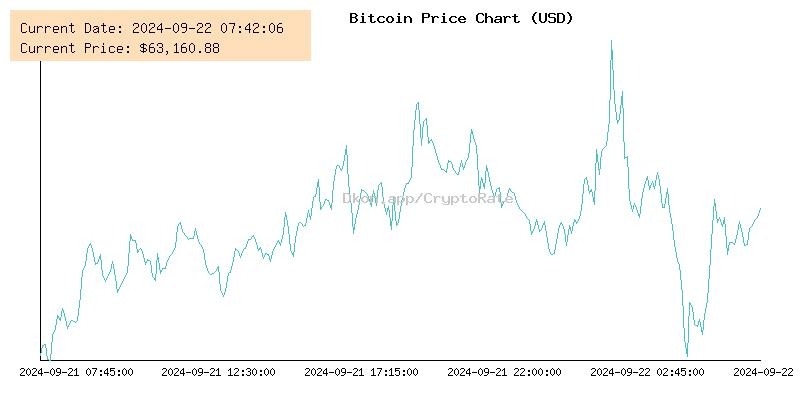 Bitcoin Price Chart (USD)
Current Date: 2024-09-22 07:42:06
Current Price: $63,160.88
Dkon.app/CryptoRate
2024-09-21 07:45:00 2024-09-21 12:30:00 2024-09-21 17:15:00 2024-09-21 22:00:00 2024-09-22 02:45:00 2024-09-22